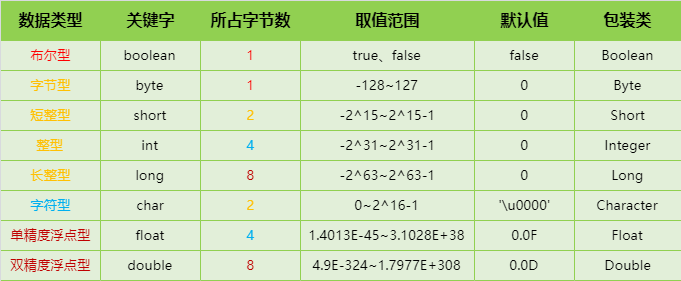 数据类型 关键字 所占字节数 取值范围 默认值 包装类
布尔型 boolean 1 true、false false Boolean
字节型 byte 1 -128~127 0 Byte
短整型 short 2 -2^15~2^15-1 0 Short
整型 int 4 -2^31~2^31-1 0 Integer
长整型 long 8 -2^63~2^63-1 0 Long
字符型 char 2 0~2^16-1 '\u0000' Character
单精度浮点型 float 4 1.4013E-45~3.1028E+38 0.0F Float
双精度浮点型 double 8 4.9E-324~1.7977E+308 0.0D Double